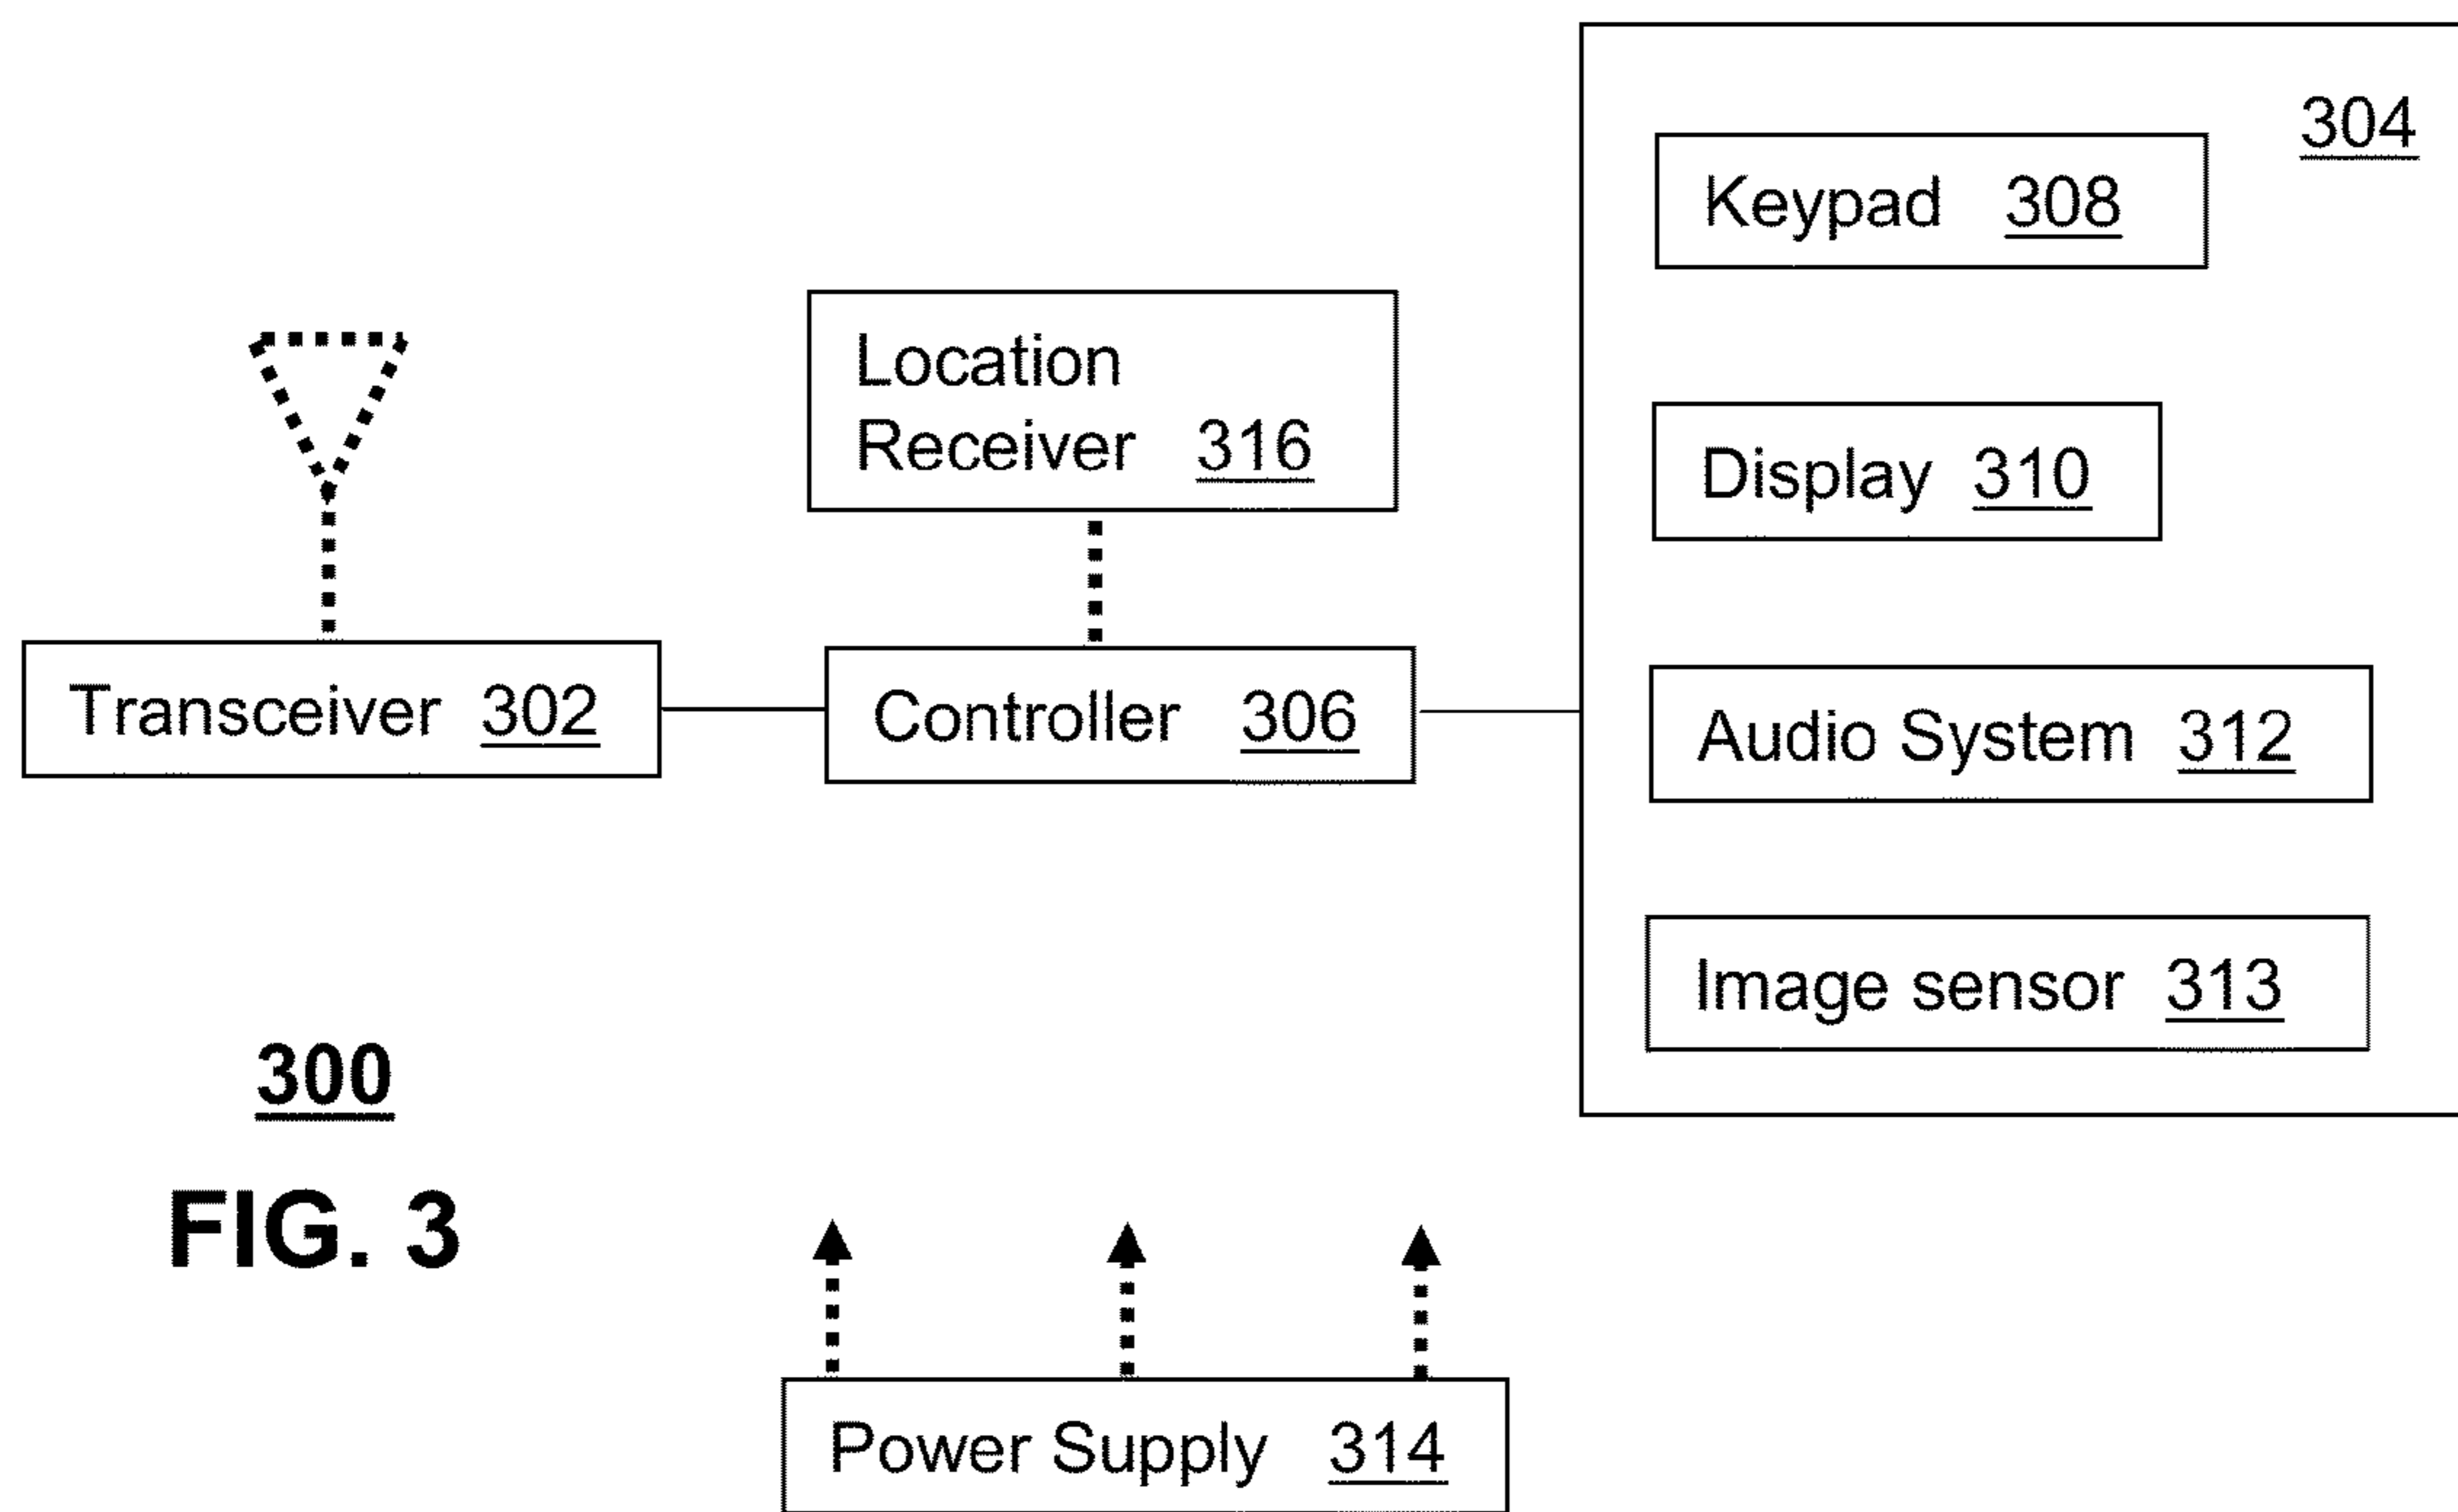 304
Keypad 308
Location
Receiver 316
Display 310
Transceiver 302
Controller 306
Audio System 312
Image sensor 313
300
FIG. 3
Power Supply 314